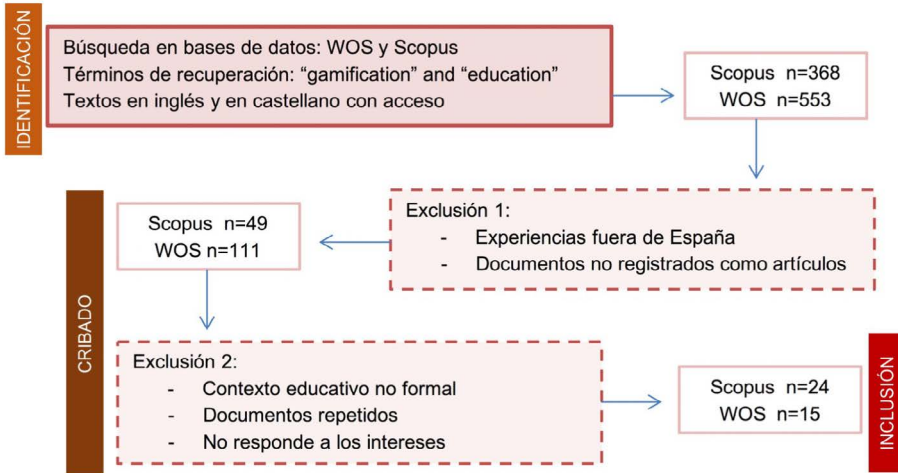 IDENTIFICACIÓN
Búsqueda en bases de datos: WOS y Scopus
Términos de recuperación: “gamification” and “education”
Textos en inglés y en castellano con acceso
Scopus n=368
WOS n=553
Exclusión 1:
- Experiencias fuera de España
- Documentos no registrados como artículos
CRIBADO
Scopus n=49
WOS n=111
Exclusión 2:
- Contexto educativo no formal
- Documentos repetidos
- No responde a los intereses
Scopus n=24
WOS n=15
INCLUSIÓN